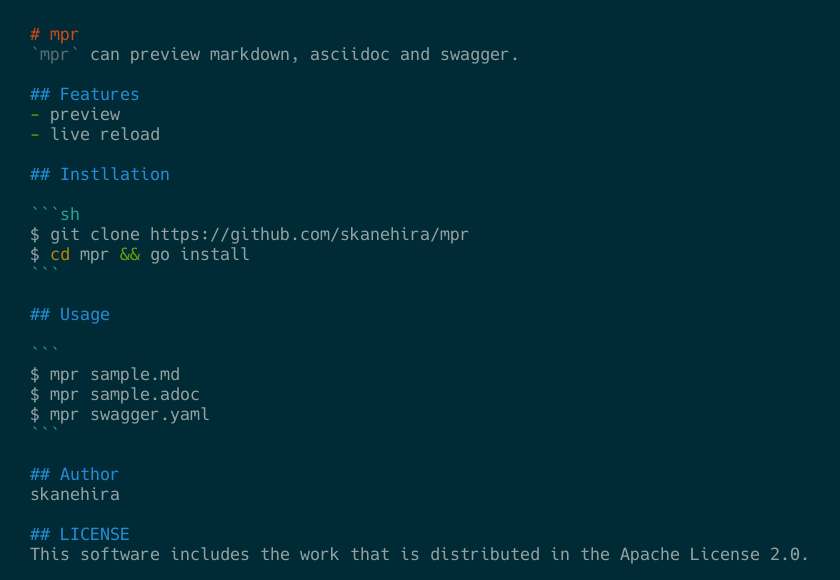 # mpr
`mpr` can preview markdown, asciidoc and swagger.
## Features
- preview
- live reload
## Instllation
```sh
$ git clone https://github.com/skanehira/mpr
$ cd mpr && go install
```
## Usage
```
$ mpr sample.md
$ mpr sample.adoc
$ mpr swagger.yaml
```
## Author
skanehira
## LICENSE
This software includes the work that is distributed in the Apache License 2.0.